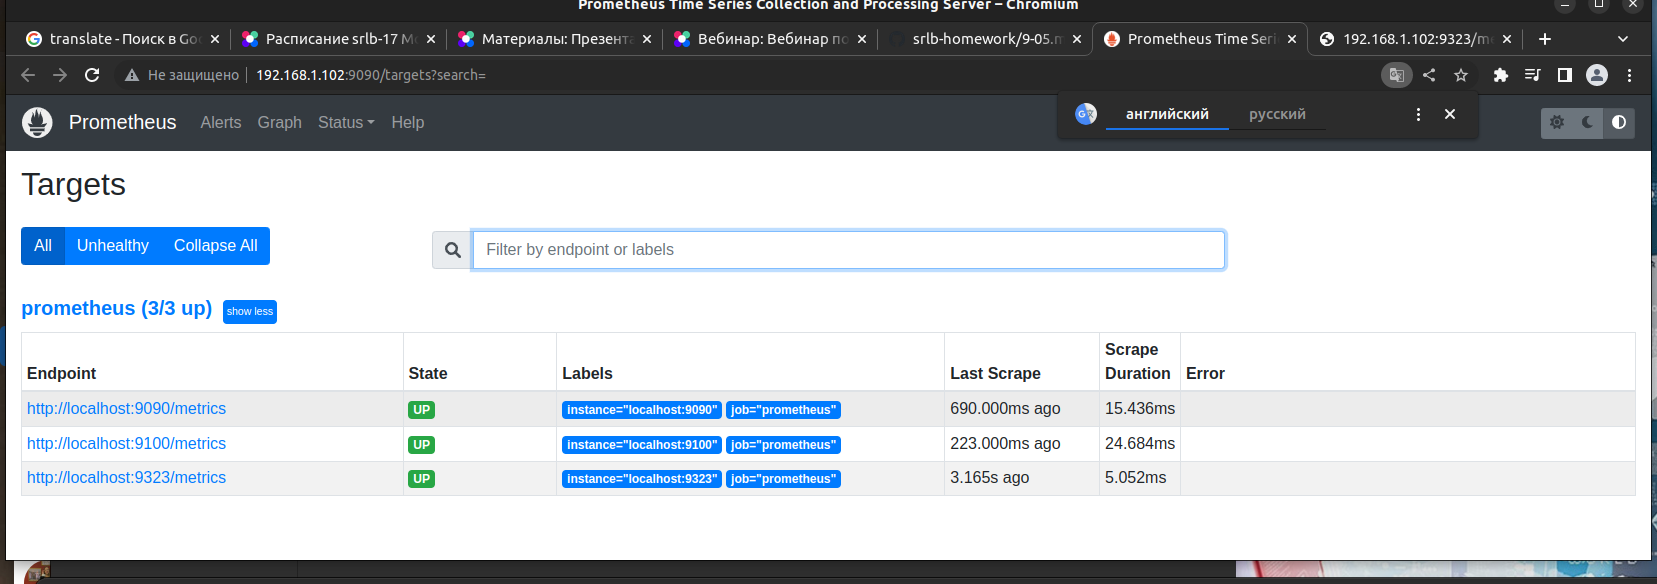 Prometheus Time Series Collection and Processing Server – Chromium
translate - Поиск в Go
Расписание srlb-17 М
Материалы: Презента
Вебинар: Вебинар по
srlb-homework/9-05.m
Prometheus Time Seri
192.168.1.102:9323/me
Не защищено
192.168.1.102:9090/targets?search=
Prometheus
Alerts
Graph
Status
Help
английский
русский
Targets
All
Unhealthy
Collapse All
Filter by endpoint or labels
prometheus (3/3 up)
show less
Endpoint
State
Labels
Last Scrape
Scrape
Duration
Error
http://localhost:9090/metrics
UP
instance="localhost:9090"
job="prometheus"
690.000ms ago
15.436ms
http://localhost:9100/metrics
UP
instance="localhost:9100"
job="prometheus"
223.000ms ago
24.684ms
http://localhost:9323/metrics
UP
instance="localhost:9323"
job="prometheus"
3.165s ago
5.052ms